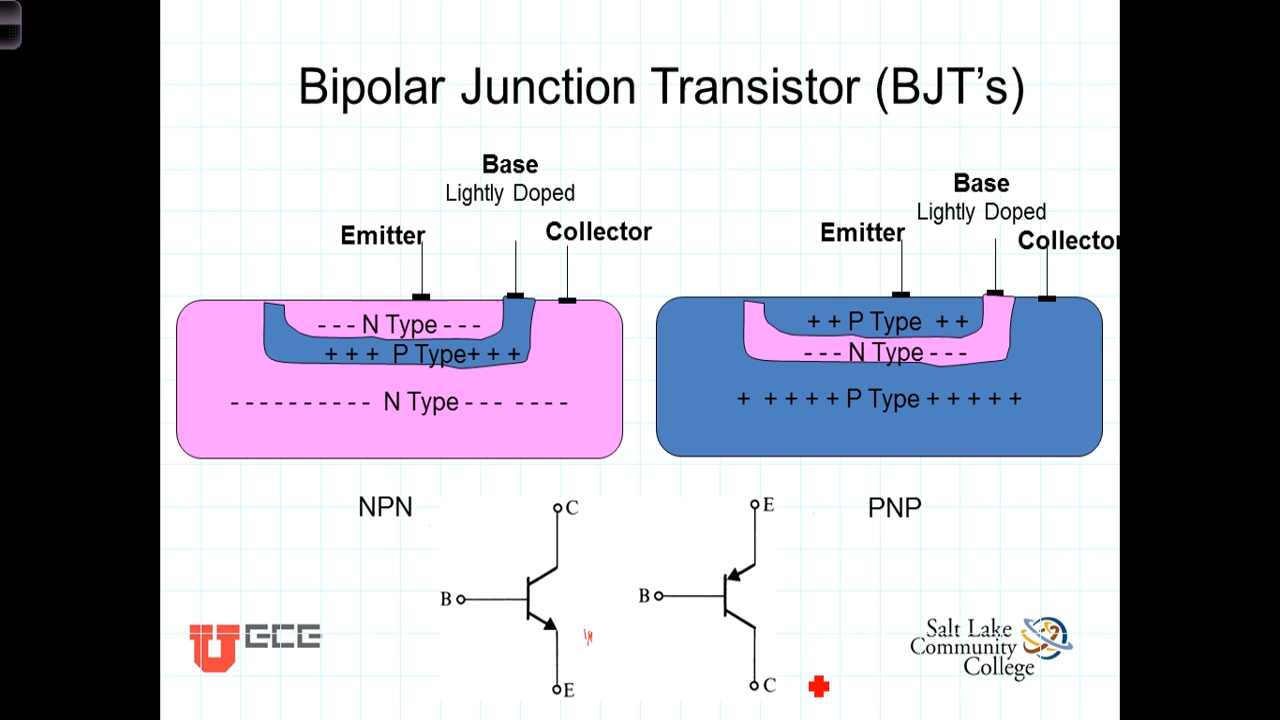 Bipolar Junction Transistor (BJT's)
Base
Lightly Doped
Emitter
Collector
- - - N Type - - -
+ + + P Type+ + +
- - - - - - - - - - N Type - - - - - - -
NPN
Base
Lightly Doped
Emitter
Collector
+ + P Type + +
- - - N Type - - -
+ + + + + P Type + + + + +
PNP
C
B
E
E
B
C
U ECE
Salt Lake
Community
College